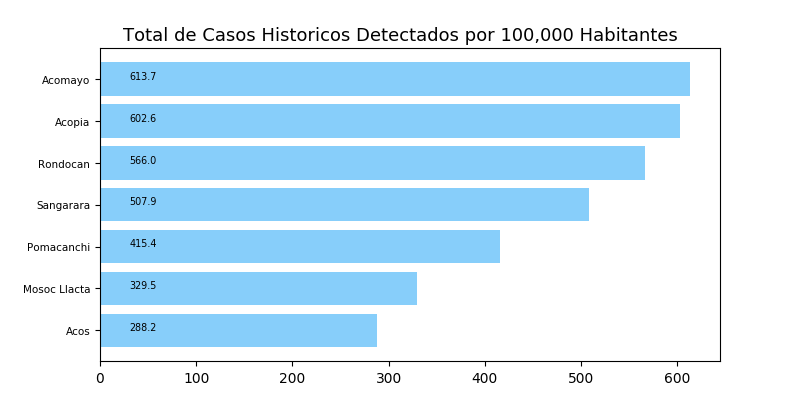 Total de Casos Historicos Detectados por 100,000 Habitantes
Acomayo 613.7
Acopia 602.6
Rondocan 566.0
Sangarara 507.9
Pomacanchi 415.4
Mosoc Llacta 329.5
Acos 288.2
0 100 200 300 400 500 600